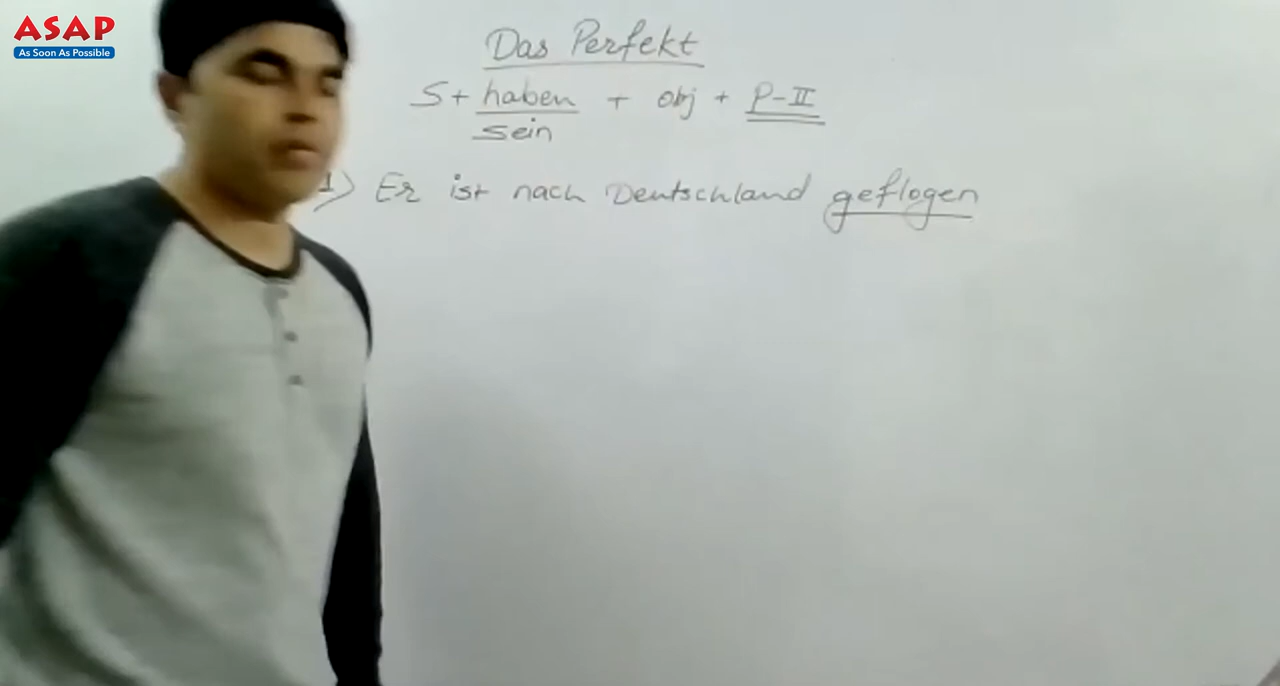 ASAP
As Soon As Possible
Das Perfekt
S + haben + obj + P-II
sein
1) Er ist nach Deutschland geflogen